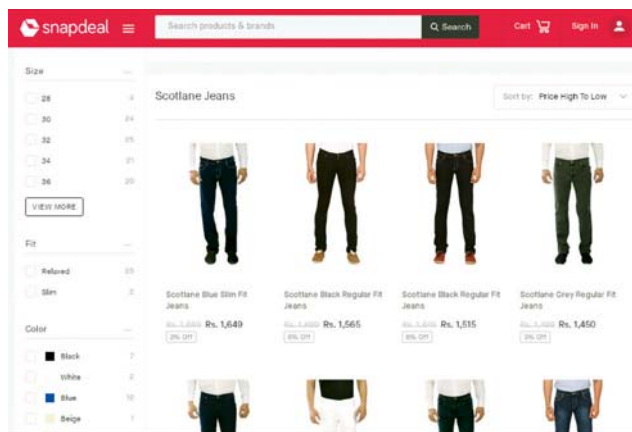 snapdeal
Search products & brands
Search
Cart
Sign In
Size
28
30
32
34
36
VIEW MORE
Fit
Relaxed
Slim
Color
Black
White
Blue
Beige
Scotlane Jeans
Sort by: Price High To Low
Scotlane Blue Slim Fit
Jeans
Rs. 1,649
Scotlane Black Regular Fit
Jeans
Rs. 1,565
Scotlane Black Regular Fit
Jeans
Rs. 1,515
Scotlane Grey Regular Fit
Jeans
Rs. 1,450